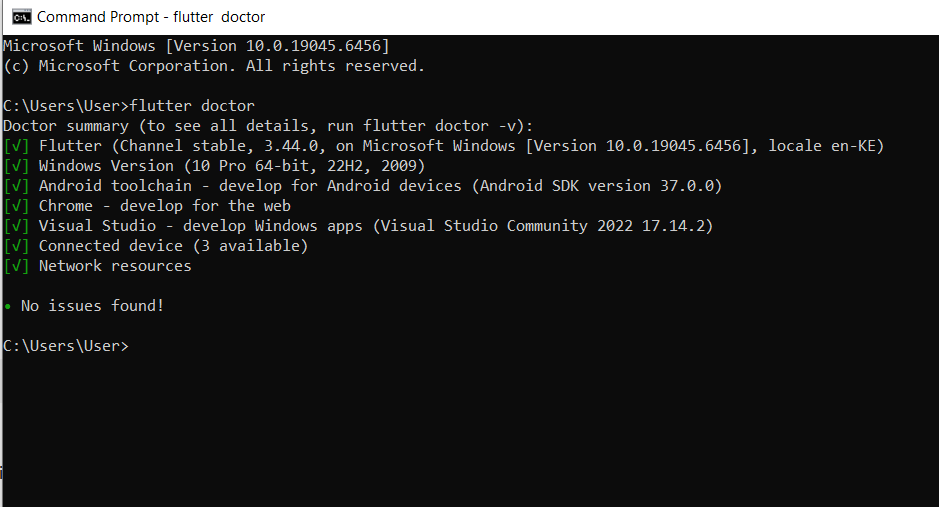 Command Prompt - flutter  doctor
Microsoft Windows [Version 10.0.19045.6456]
(c) Microsoft Corporation. All rights reserved.
C:\Users\User>flutter doctor
Doctor summary (to see all details, run flutter doctor -v):
[√] Flutter (Channel stable, 3.44.0, on Microsoft Windows [Version 10.0.19045.6456], locale en-KE)
[√] Windows Version (10 Pro 64-bit, 22H2, 2009)
[√] Android toolchain - develop for Android devices (Android SDK version 37.0.0)
[√] Chrome - develop for the web
[√] Visual Studio - develop Windows apps (Visual Studio Community 2022 17.14.2)
[√] Connected device (3 available)
[√] Network resources
• No issues found!
C:\Users\User>